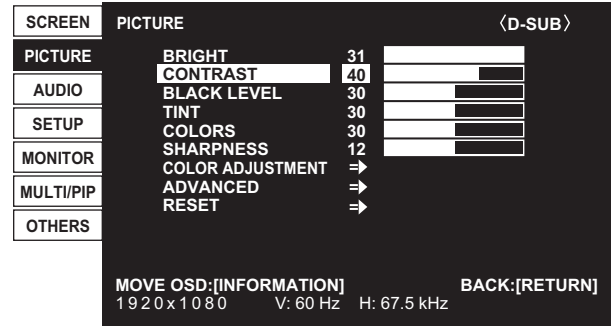 SCREEN
PICTURE
AUDIO
SETUP
MONITOR
MULTI/PIP
OTHERS
PICTURE 〈D-SUB〉
BRIGHT 31
CONTRAST 40
BLACK LEVEL 30
TINT 30
COLORS 30
SHARPNESS 12
COLOR ADJUSTMENT
ADVANCED
RESET
MOVE OSD:[INFORMATION] BACK:[RETURN]
1920x1080 V: 60 Hz H: 67.5 kHz